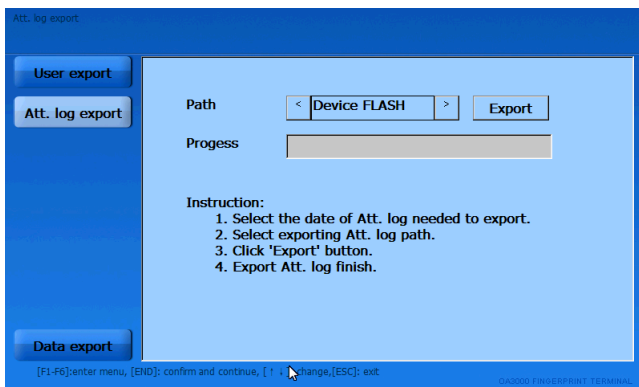 Att. log export
User export
Att. log export
Path < Device FLASH > Export
Progess
Instruction:
1. Select the date of Att. log needed to export.
2. Select exporting Att. log path.
3. Click 'Export' button.
4. Export Att. log finish.
Data export
[F1-F6]:enter menu, [END]: confirm and continue, [ ↑ ↓ ]:change,[ESC]: exit
OA3000 FINGERPRINT TERMINAL